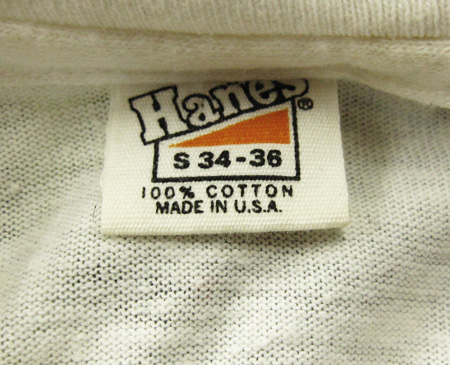 Hanes®
S 34-36
100% COTTON
MADE IN U.S.A.